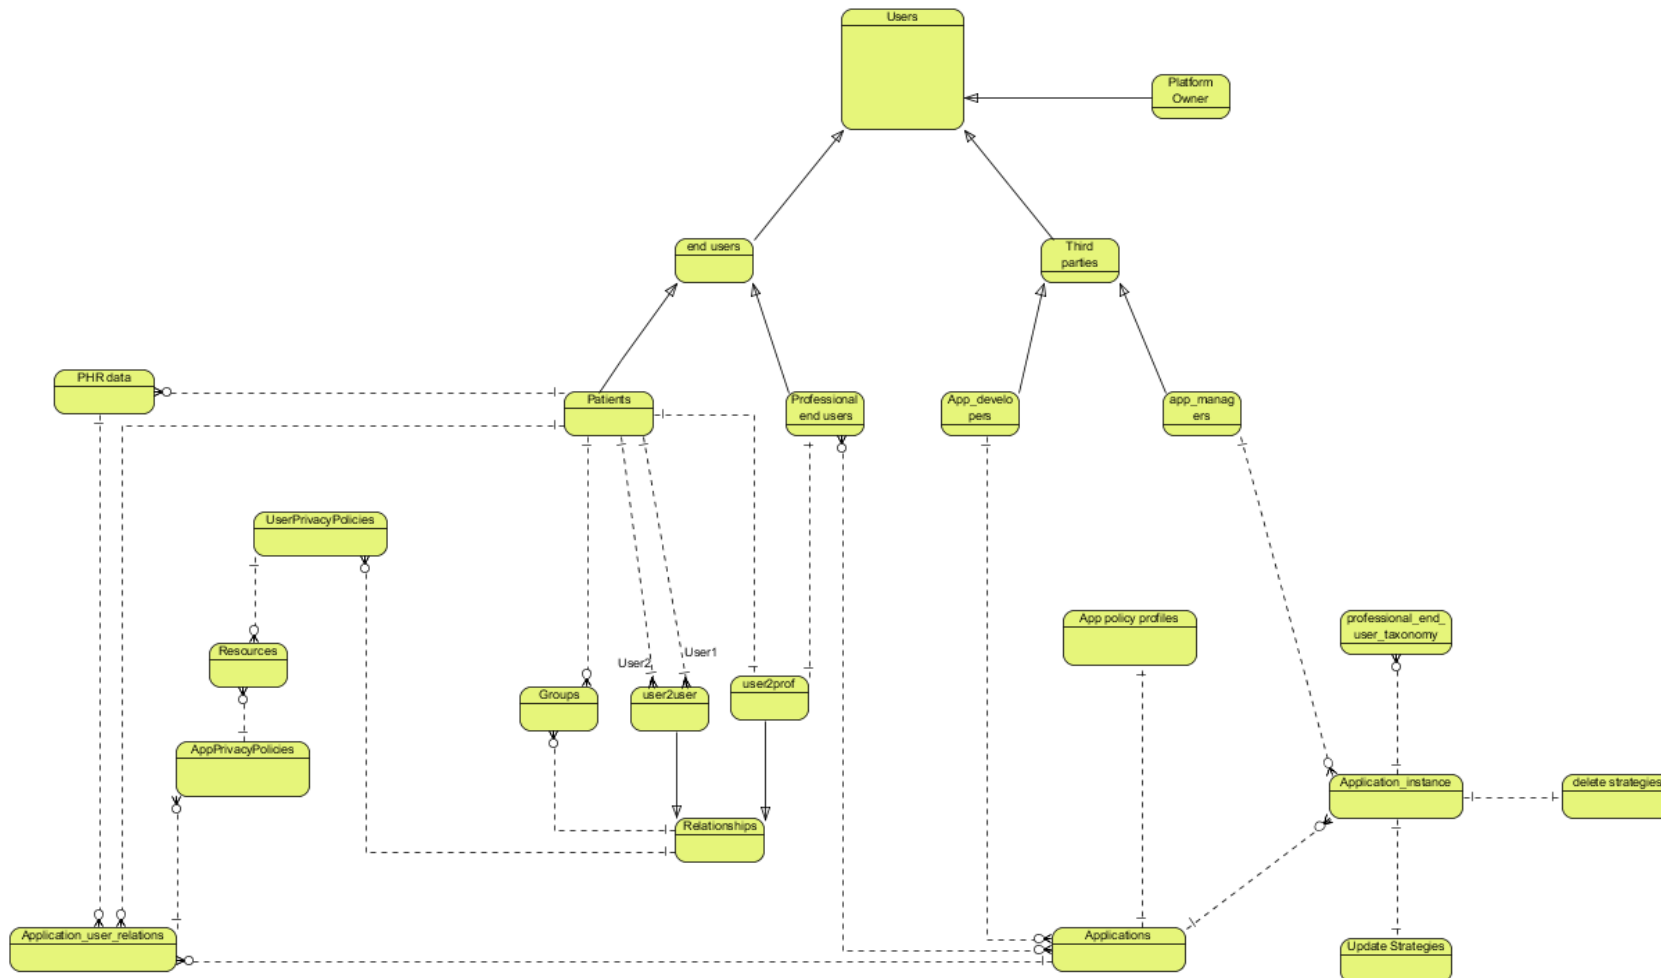 Users
Platform
Owner
end users
Third
parties
PHR data
Patients
Professional
end users
App_develo
pers
app_manag
ers
UserPrivacyPolicies
App policy profiles
professional_end_
user_taxonomy
Resources
User2
User1
Groups
user2user
user2prof
AppPrivacyPolicies
Application_instance
delete strategies
Relationships
Application_user_relations
Applications
Update Strategies